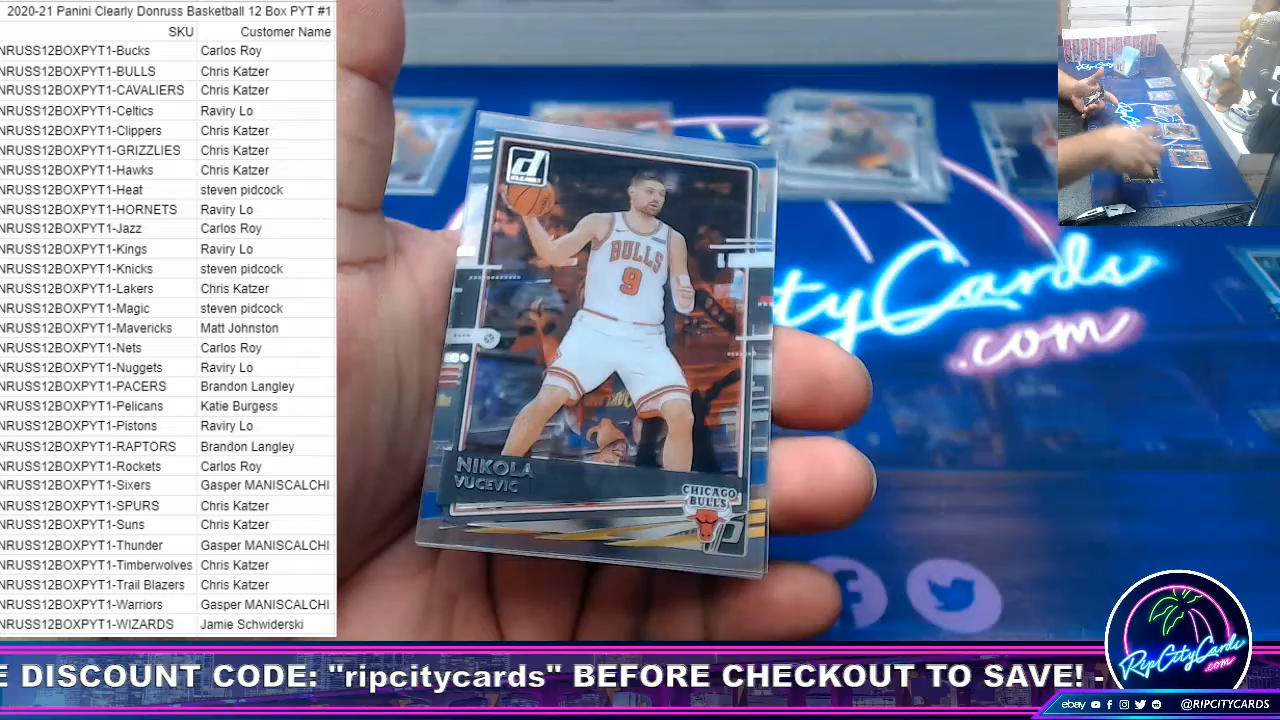 2020-21 Panini Clearly Donruss Basketball 12 Box PYT #1
SKU Customer Name
NRUSS12BOXPYT1-Bucks Carlos Roy
NRUSS12BOXPYT1-BULLS Chris Katzer
NRUSS12BOXPYT1-CAVALIERS Chris Katzer
NRUSS12BOXPYT1-Celtics Raviry Lo
NRUSS12BOXPYT1-Clippers Chris Katzer
NRUSS12BOXPYT1-GRIZZLIES Chris Katzer
NRUSS12BOXPYT1-Hawks Chris Katzer
NRUSS12BOXPYT1-Heat steven pidcock
NRUSS12BOXPYT1-HORNETS Raviry Lo
NRUSS12BOXPYT1-Jazz Carlos Roy
NRUSS12BOXPYT1-Kings Raviry Lo
NRUSS12BOXPYT1-Knicks steven pidcock
NRUSS12BOXPYT1-Lakers Chris Katzer
NRUSS12BOXPYT1-Magic steven pidcock
NRUSS12BOXPYT1-Mavericks Matt Johnston
NRUSS12BOXPYT1-Nets Carlos Roy
NRUSS12BOXPYT1-Nuggets Raviry Lo
NRUSS12BOXPYT1-PACERS Brandon Langley
NRUSS12BOXPYT1-Pelicans Katie Burgess
NRUSS12BOXPYT1-Pistons Raviry Lo
NRUSS12BOXPYT1-RAPTORS Brandon Langley
NRUSS12BOXPYT1-Rockets Carlos Roy
NRUSS12BOXPYT1-Sixers Gasper MANISCALCHI
NRUSS12BOXPYT1-SPURS Chris Katzer
NRUSS12BOXPYT1-Suns Chris Katzer
NRUSS12BOXPYT1-Thunder Gasper MANISCALCHI
NRUSS12BOXPYT1-Timberwolves Chris Katzer
NRUSS12BOXPYT1-Trail Blazers Chris Katzer
NRUSS12BOXPYT1-Warriors Gasper MANISCALCHI
NRUSS12BOXPYT1-WIZARDS Jamie Schwiderski
d
BULLS
9
NIKOLA
VUCEVIC
CHICAGO
BULLS
tyCards
.com
E DISCOUNT CODE: "ripcitycards" BEFORE CHECKOUT TO SAVE! -
RipCityCards
.com
ebay @RIPCITYCARDS